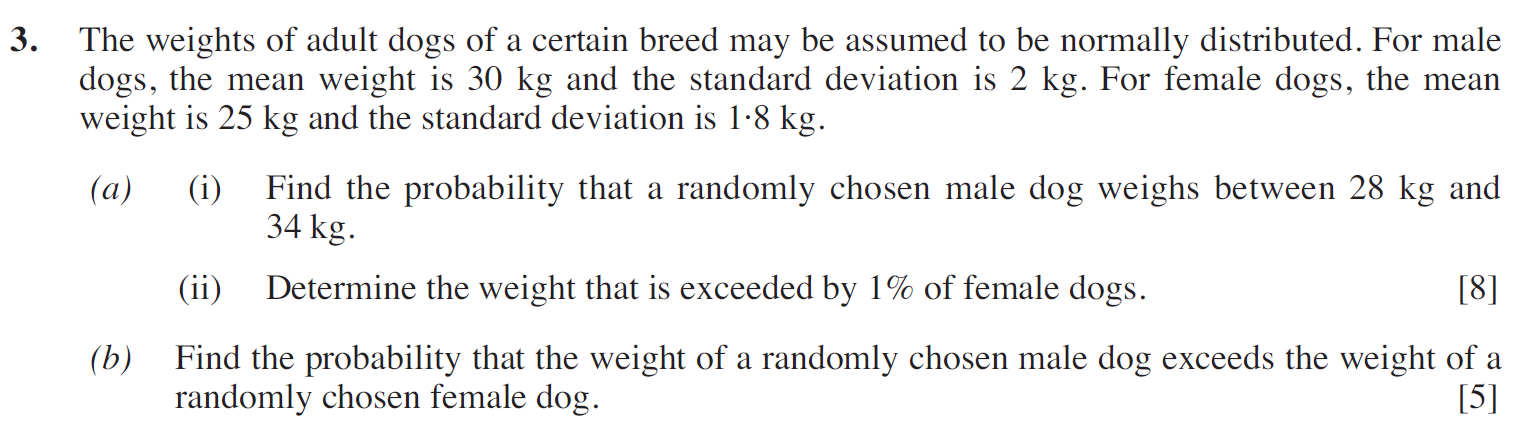 3. The weights of adult dogs of a certain breed may be assumed to be normally distributed. For male
dogs, the mean weight is 30 kg and the standard deviation is 2 kg. For female dogs, the mean
weight is 25 kg and the standard deviation is 1·8 kg.
(a) (i) Find the probability that a randomly chosen male dog weighs between 28 kg and
34 kg.
(ii) Determine the weight that is exceeded by 1% of female dogs. [8]
(b) Find the probability that the weight of a randomly chosen male dog exceeds the weight of a
randomly chosen female dog. [5]